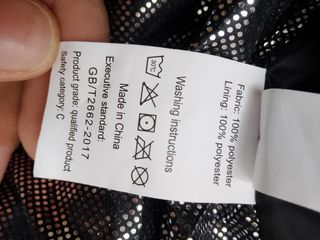 Fabric: 100% polyester
Lining: 100% polyester
Washing instructions
30°C
Made in China
Executive standard:
GB/T2662-2017
Product grade: qualified product
Safety category: C